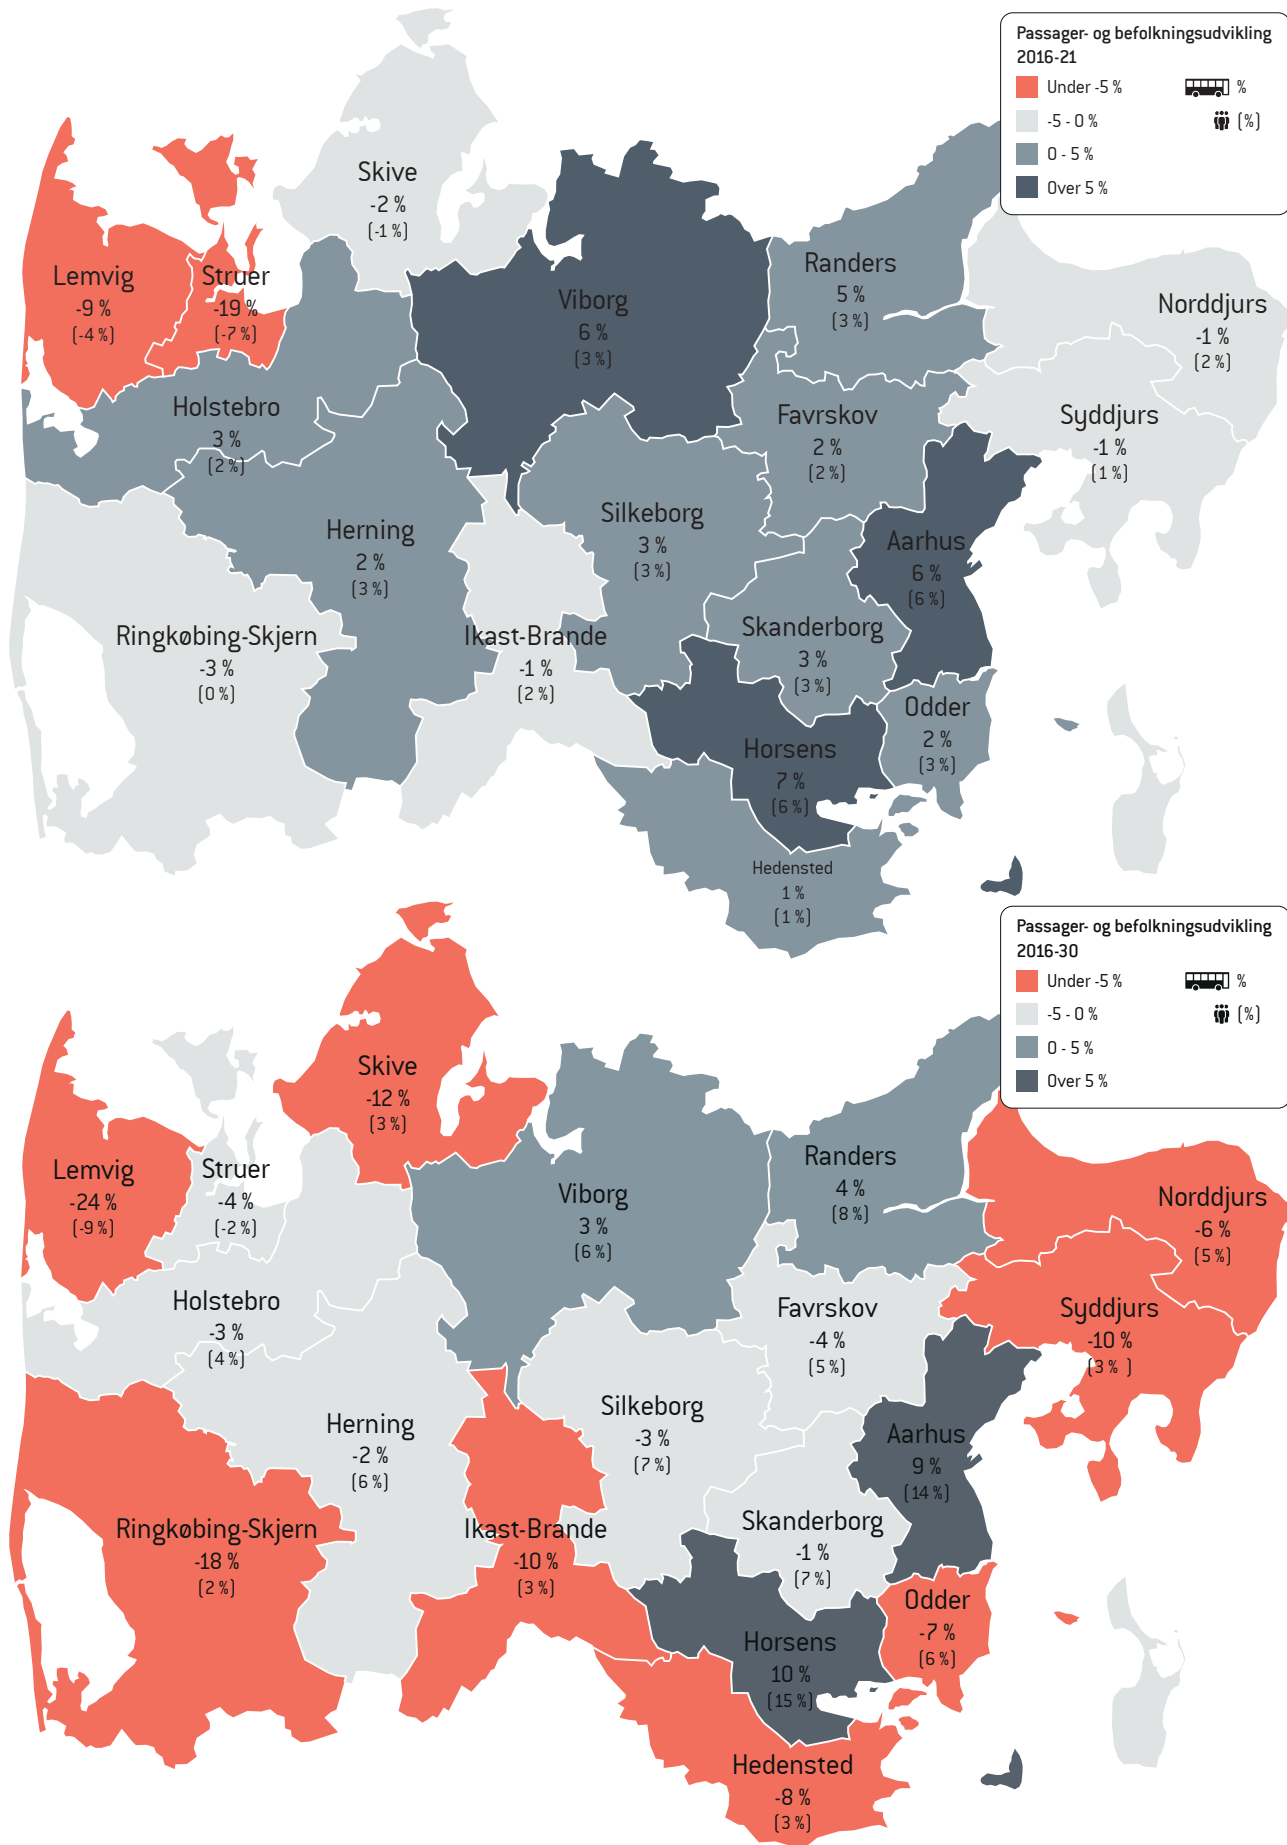 Passager- og befolkningsudvikling
2016-21
Under -5 %
%
-5 - 0 %
(%)
0 - 5 %
Over 5 %
Skive
-2 %
(-1 %)
Lemvig
-9 %
(-4 %)
Struer
-19 %
(-7 %)
Viborg
6 %
(3 %)
Randers
5 %
(3 %)
Norddjurs
-1 %
(2 %)
Holstebro
3 %
(2 %)
Favrskov
2 %
(2 %)
Syddjurs
-1 %
(1 %)
Herning
2 %
(3 %)
Silkeborg
3 %
(3 %)
Aarhus
6 %
(6 %)
Ringkøbing-Skjern
-3 %
(0 %)
Ikast-Brande
-1 %
(2 %)
Skanderborg
3 %
(3 %)
Odder
2 %
(3 %)
Horsens
7 %
(6 %)
Hedensted
1 %
(1 %)
Passager- og befolkningsudvikling
2016-30
Under -5 %
%
-5 - 0 %
(%)
0 - 5 %
Over 5 %
Skive
-12 %
(3 %)
Lemvig
-24 %
(-9 %)
Struer
-4 %
(-2 %)
Viborg
3 %
(6 %)
Randers
4 %
(8 %)
Norddjurs
-6 %
(5 %)
Holstebro
-3 %
(4 %)
Favrskov
-4 %
(5 %)
Syddjurs
-10 %
(3 % )
Herning
-2 %
(6 %)
Silkeborg
-3 %
(7 %)
Aarhus
9 %
(14 %)
Ringkøbing-Skjern
-18 %
(2 %)
Ikast-Brande
-10 %
(3 %)
Skanderborg
-1 %
(7 %)
Odder
-7 %
(6 %)
Horsens
10 %
(15 %)
Hedensted
-8 %
(3 %)